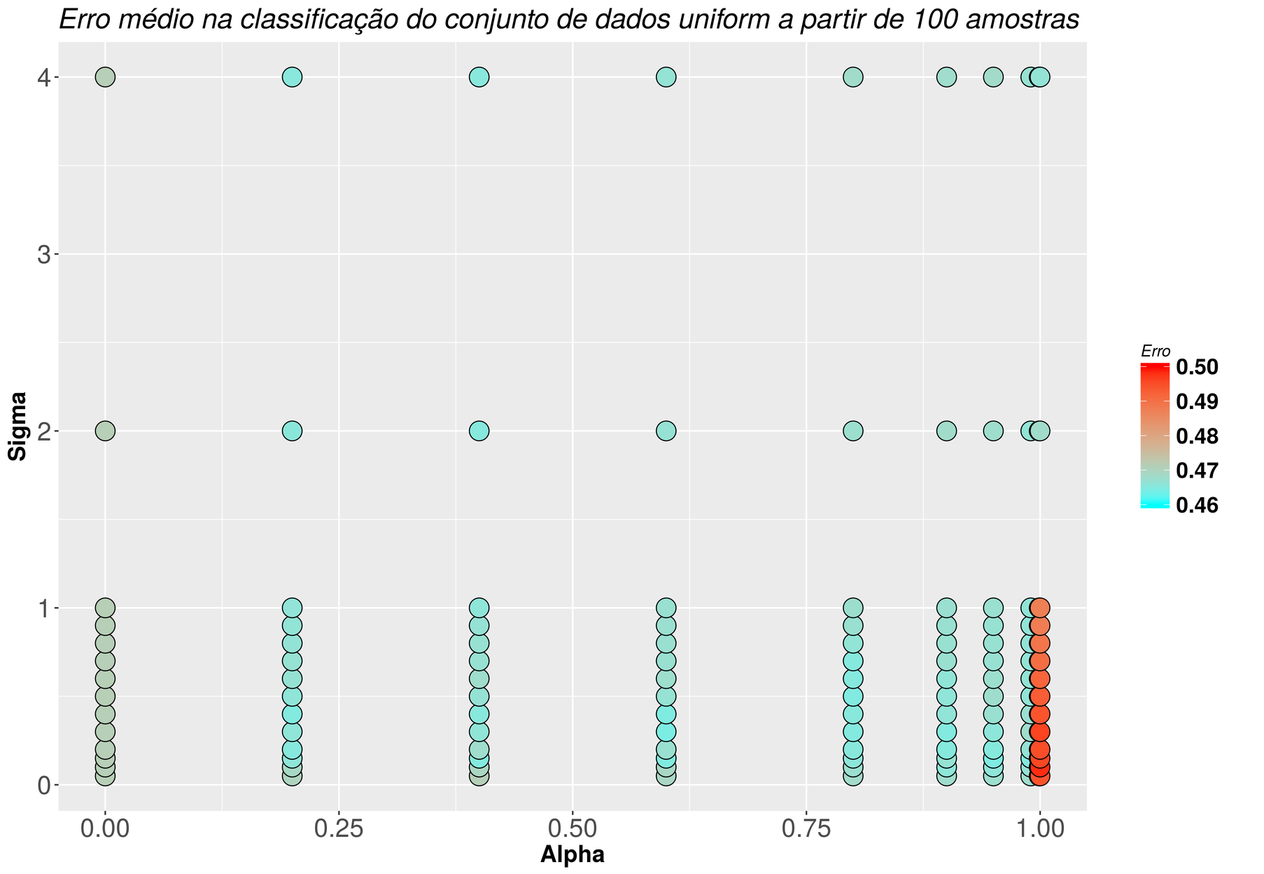 Erro médio na classificação do conjunto de dados uniform a partir de 100 amostras
4
3
2
1
0
Sigma
0.00 0.25 0.50 0.75 1.00
Alpha
Erro
0.50
0.49
0.48
0.47
0.46